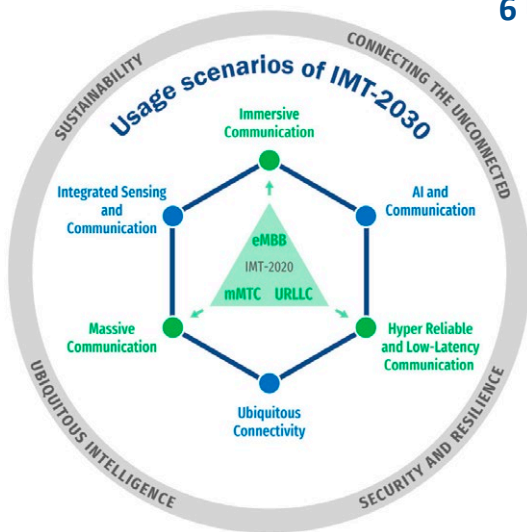 6
SUSTAINABILITY
CONNECTING THE UNCONNECTED
Usage scenarios of IMT-2030
Immersive
Communication
Integrated Sensing
and
Communication
AI and
Communication
eMBB
IMT-2020
mMTC URLLC
Massive
Communication
Hyper Reliable
and Low-Latency
Communication
Ubiquitous
Connectivity
UBIQUITOUS INTELLIGENCE
SECURITY AND RESILIENCE